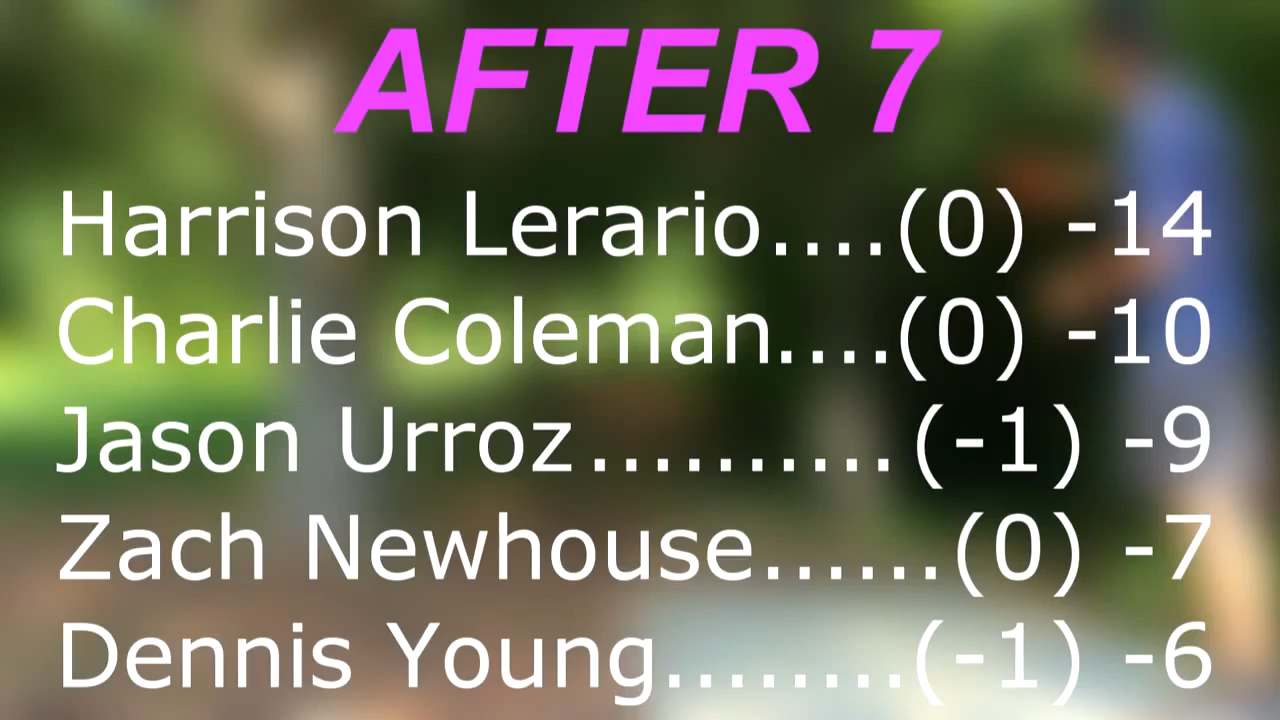 AFTER 7
Harrison Lerario....(0) -14
Charlie Coleman....(0) -10
Jason Urroz..........(-1) -9
Zach Newhouse......(0) -7
Dennis Young........(-1) -6